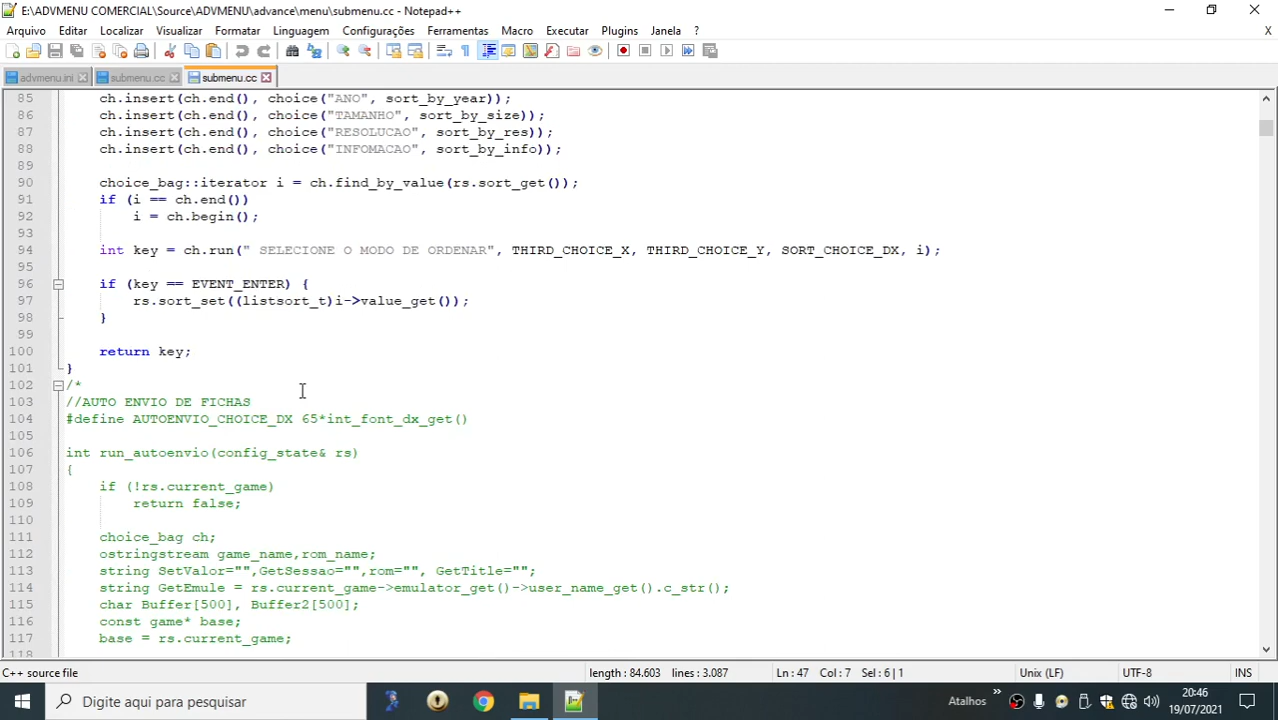 E:\ADVMENU COMERCIAL\Source\ADVMENU\advance\menu\submenu.cc - Notepad++
Arquivo Editar Localizar Visualizar Formatar Linguagem Configurações Ferramentas Macro Executar Plugins Janela ? X
advmenu.ini submenu.cc submenu.cc
85 ch.insert(ch.end(), choice("ANO", sort_by_year));
86 ch.insert(ch.end(), choice("TAMANHO", sort_by_size));
87 ch.insert(ch.end(), choice("RESOLUCAO", sort_by_res));
88 ch.insert(ch.end(), choice("INFOMACAO", sort_by_info));
89
90 choice_bag::iterator i = ch.find_by_value(rs.sort_get());
91 if (i == ch.end())
92 i = ch.begin();
93
94 int key = ch.run(" SELECIONE O MODO DE ORDENAR", THIRD_CHOICE_X, THIRD_CHOICE_Y, SORT_CHOICE_DX, i);
95
96 if (key == EVENT_ENTER) {
97 rs.sort_set((listsort_t)i->value_get());
98 }
99
100 return key;
101 }
102 /*
103 //AUTO ENVIO DE FICHAS
104 #define AUTOENVIO_CHOICE_DX 65*int_font_dx_get()
105
106 int run_autoenvio(config_state& rs)
107 {
108 if (!rs.current_game)
109 return false;
110
111 choice_bag ch;
112 ostringstream game_name,rom_name;
113 string SetValor="",GetSessao="",rom="", GetTitle="";
114 string GetEmule = rs.current_game->emulator_get()->user_name_get().c_str();
115 char Buffer[500], Buffer2[500];
116 const game* base;
117 base = rs.current_game;
118
C++ source file length : 84.603 lines : 3.087 Ln : 47 Col : 7 Sel : 6 | 1 Unix (LF) UTF-8 INS
Digite aqui para pesquisar Atalhos » 20:46
19/07/2021